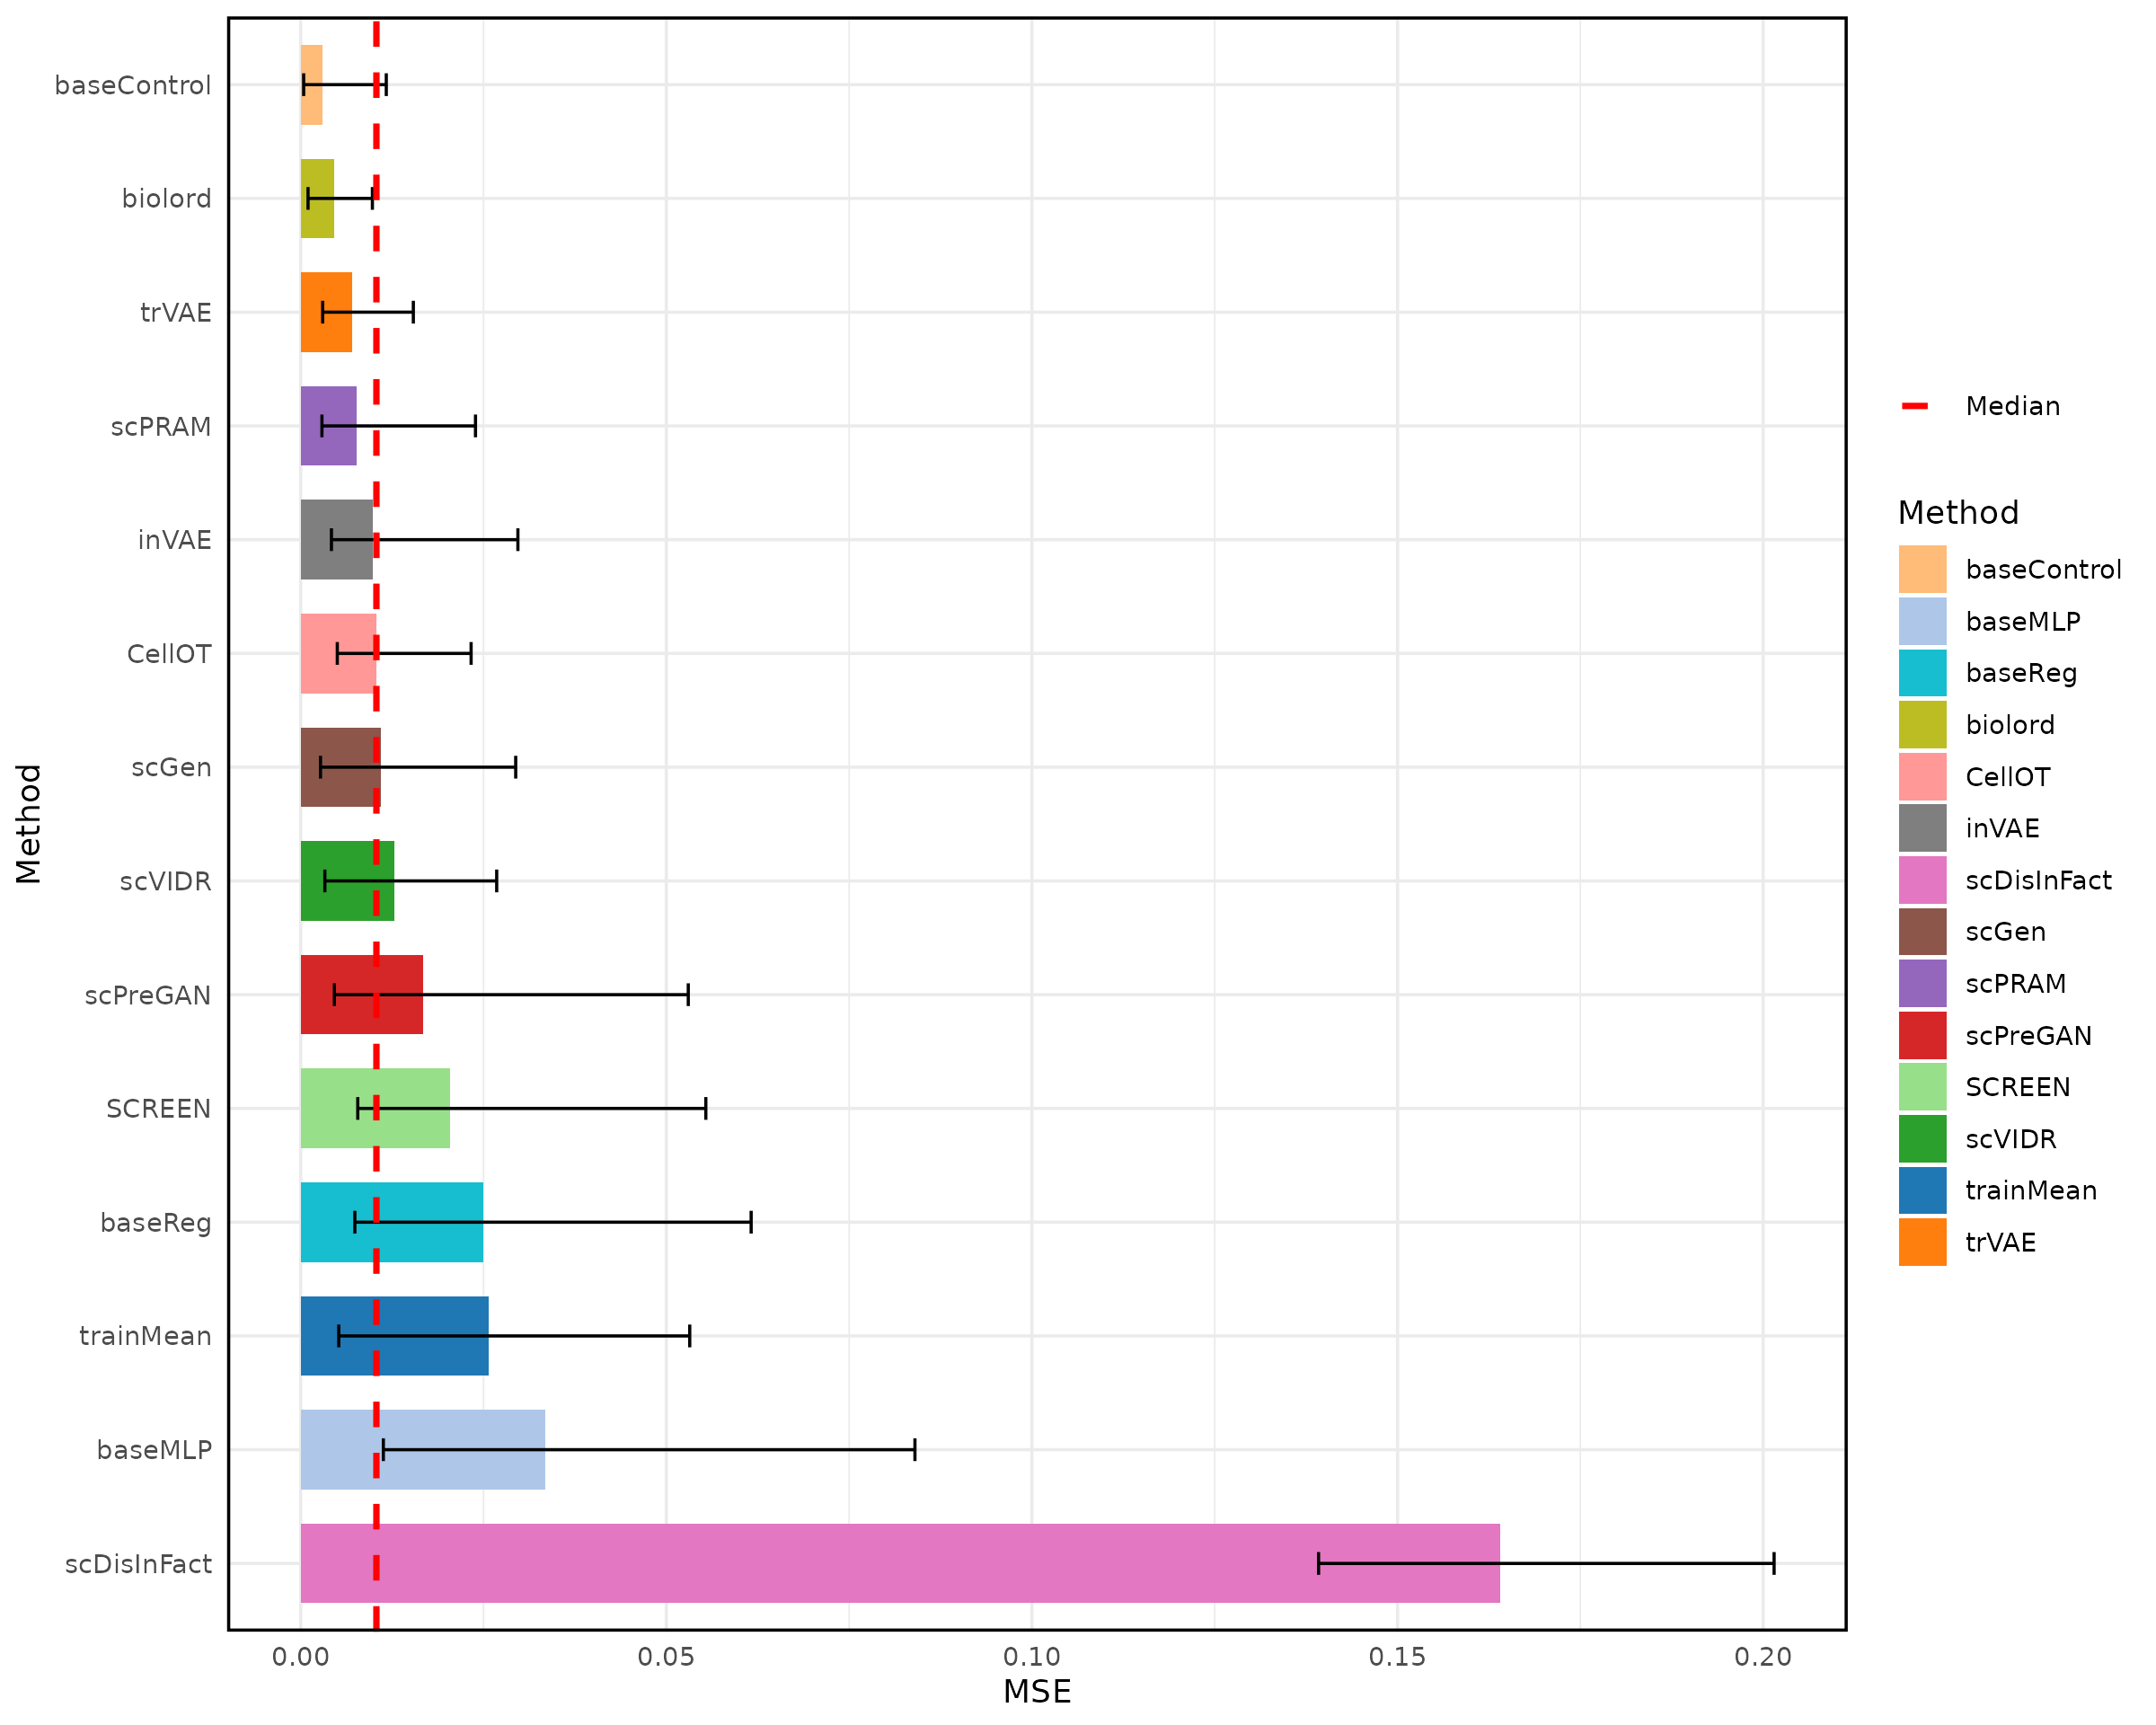 Method
baseControl
biolord
trVAE
scPRAM
inVAE
CellOT
scGen
scVIDR
scPreGAN
SCREEN
baseReg
trainMean
baseMLP
scDisInFact
0.00 0.05 0.10 0.15 0.20
MSE
Median
Method
baseControl
baseMLP
baseReg
biolord
CellOT
inVAE
scDisInFact
scGen
scPRAM
scPreGAN
SCREEN
scVIDR
trainMean
trVAE